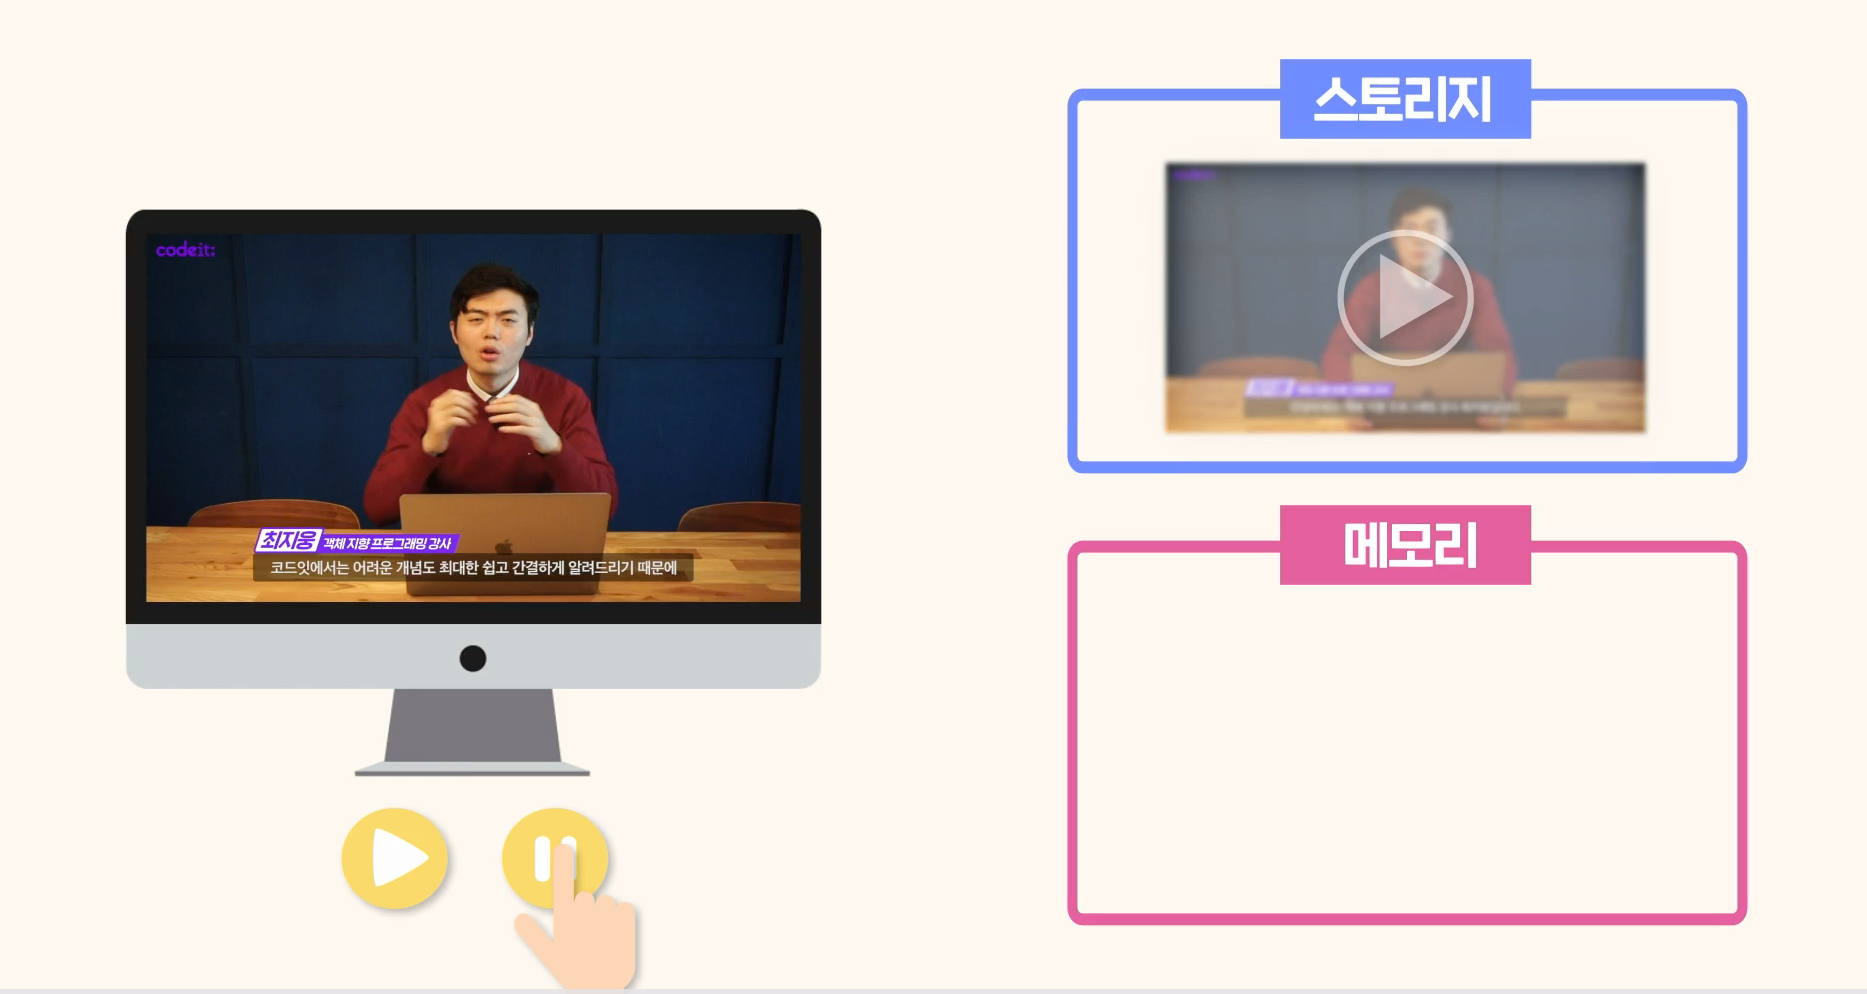 codeit:
최지웅 객체 지향 프로그래밍 강사
코드잇에서는 어려운 개념도 최대한 쉽고 간결하게 알려드리기 때문에
스토리지
메모리